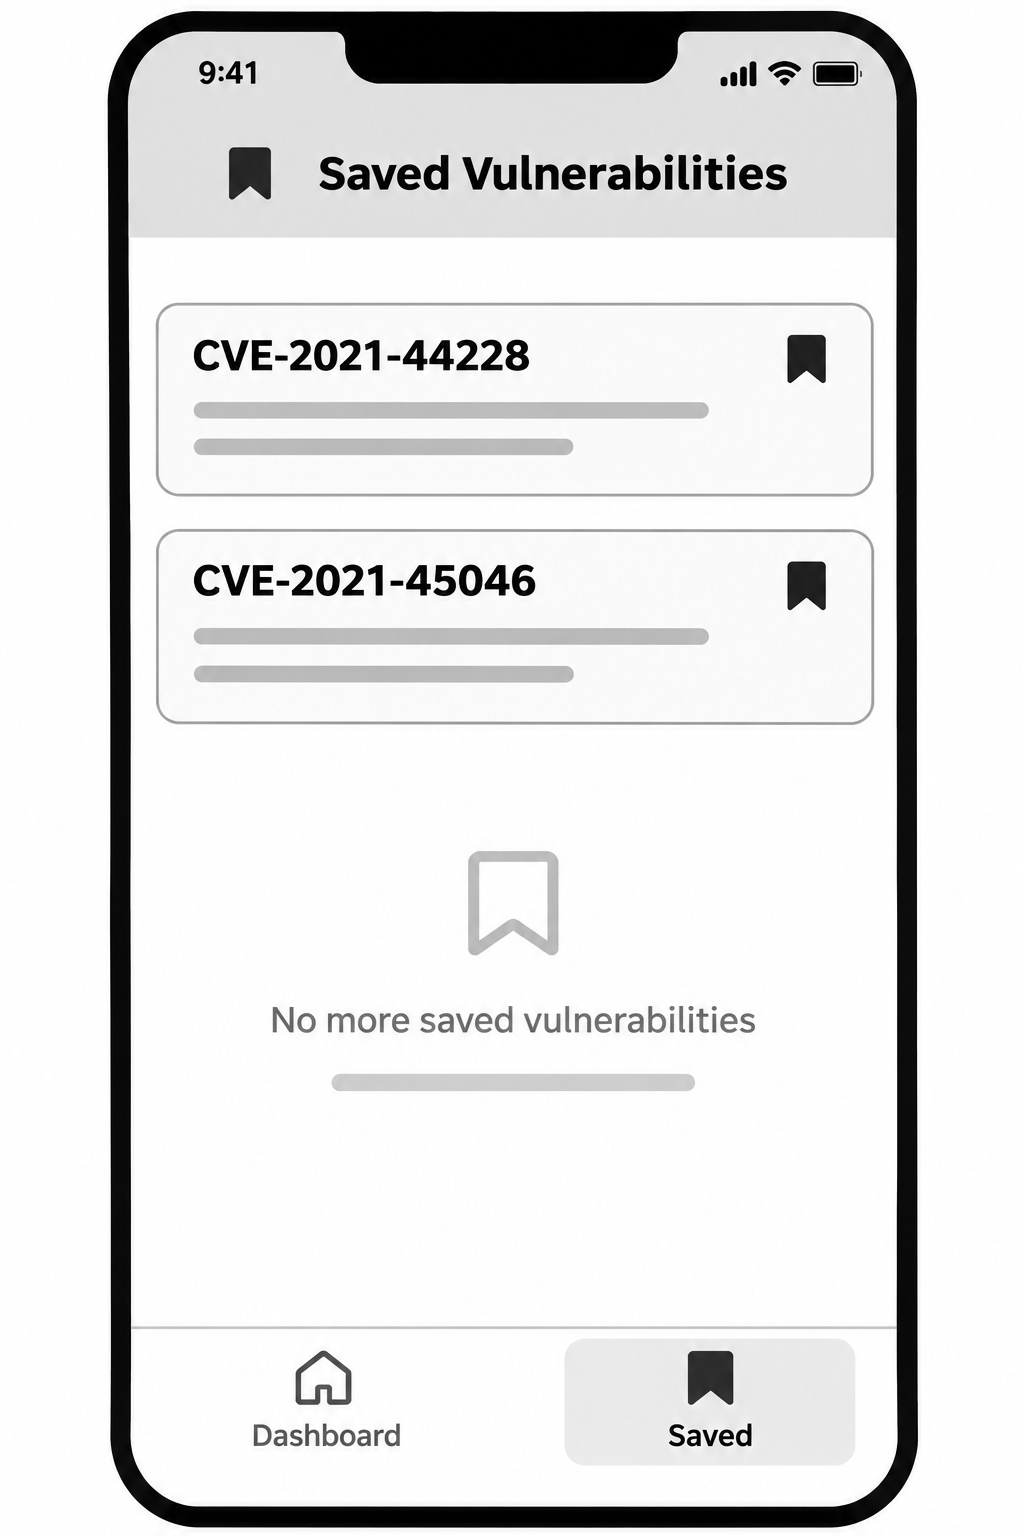 9:41
Saved Vulnerabilities
CVE-2021-44228
CVE-2021-45046
No more saved vulnerabilities
Dashboard
Saved